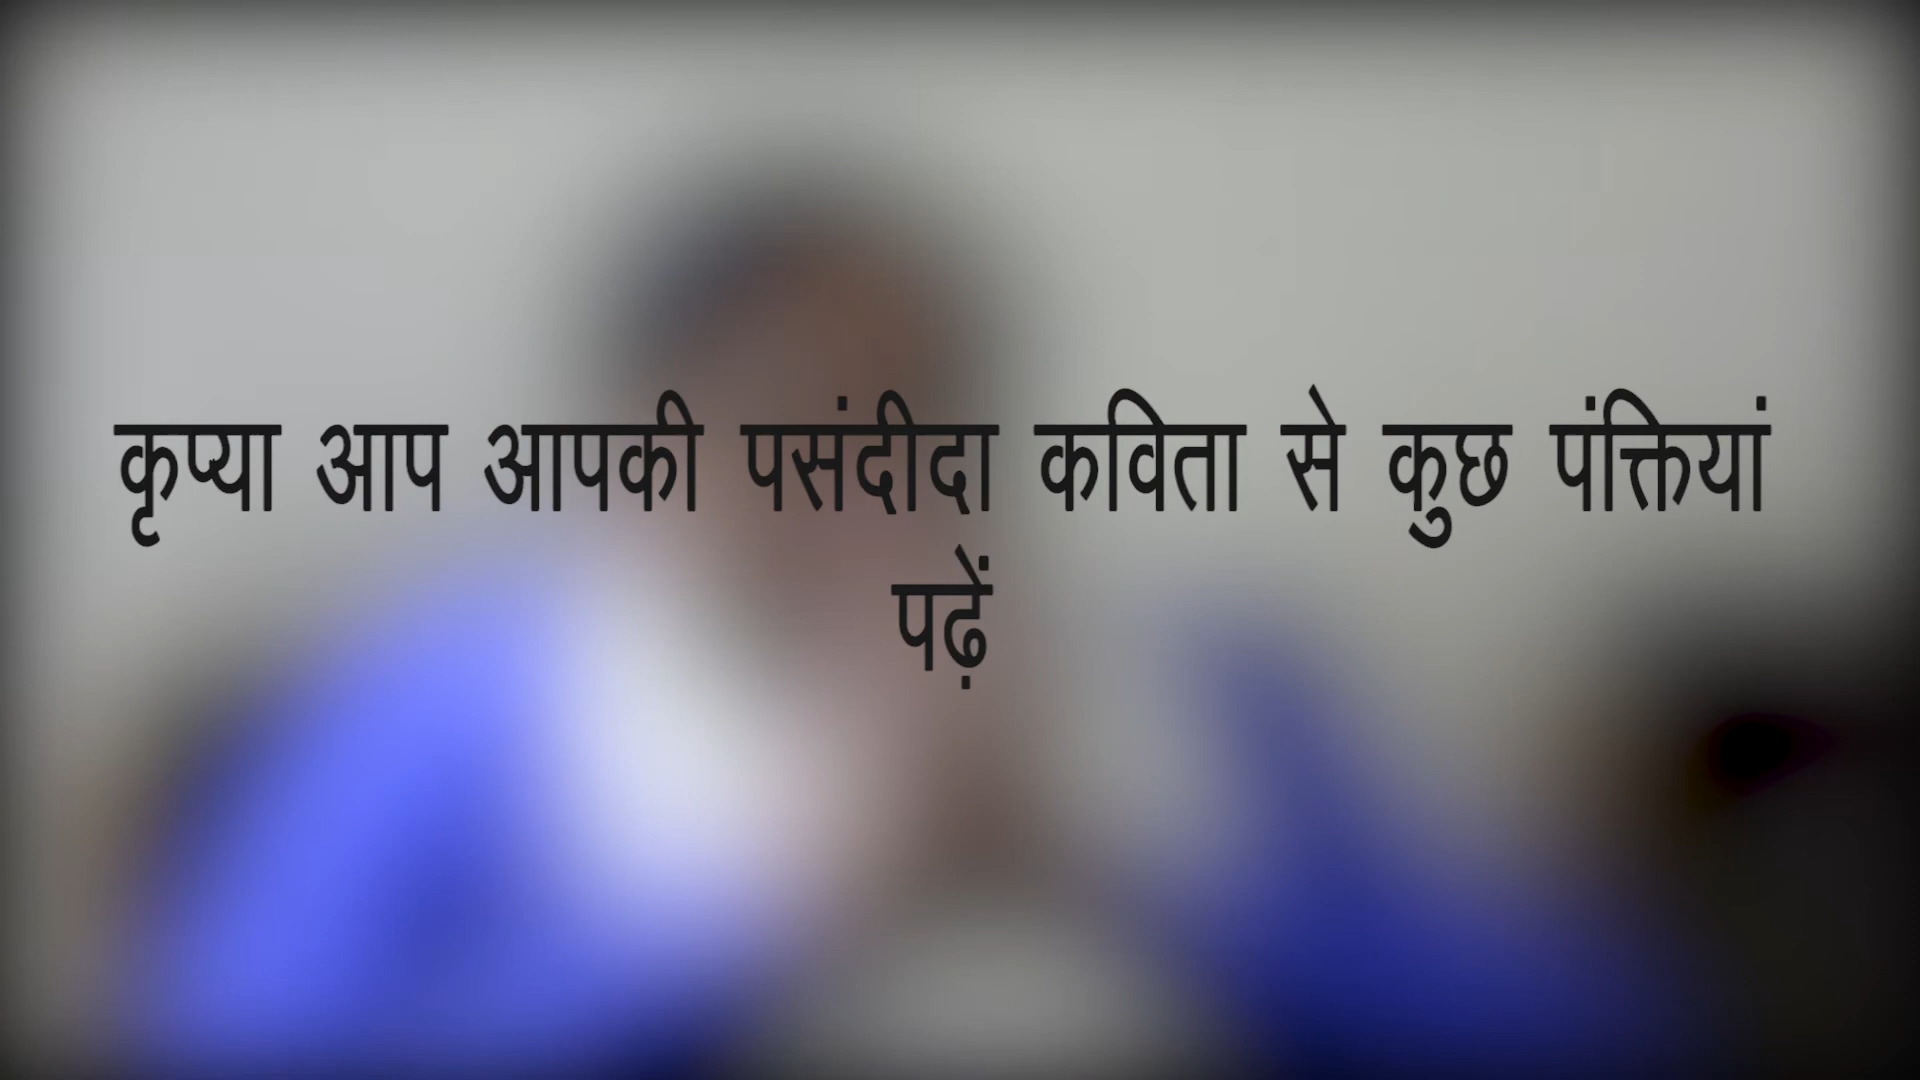 कृप्या आप आपकी पसंदीदा कविता से कुछ पंक्तियां
पढ़ें